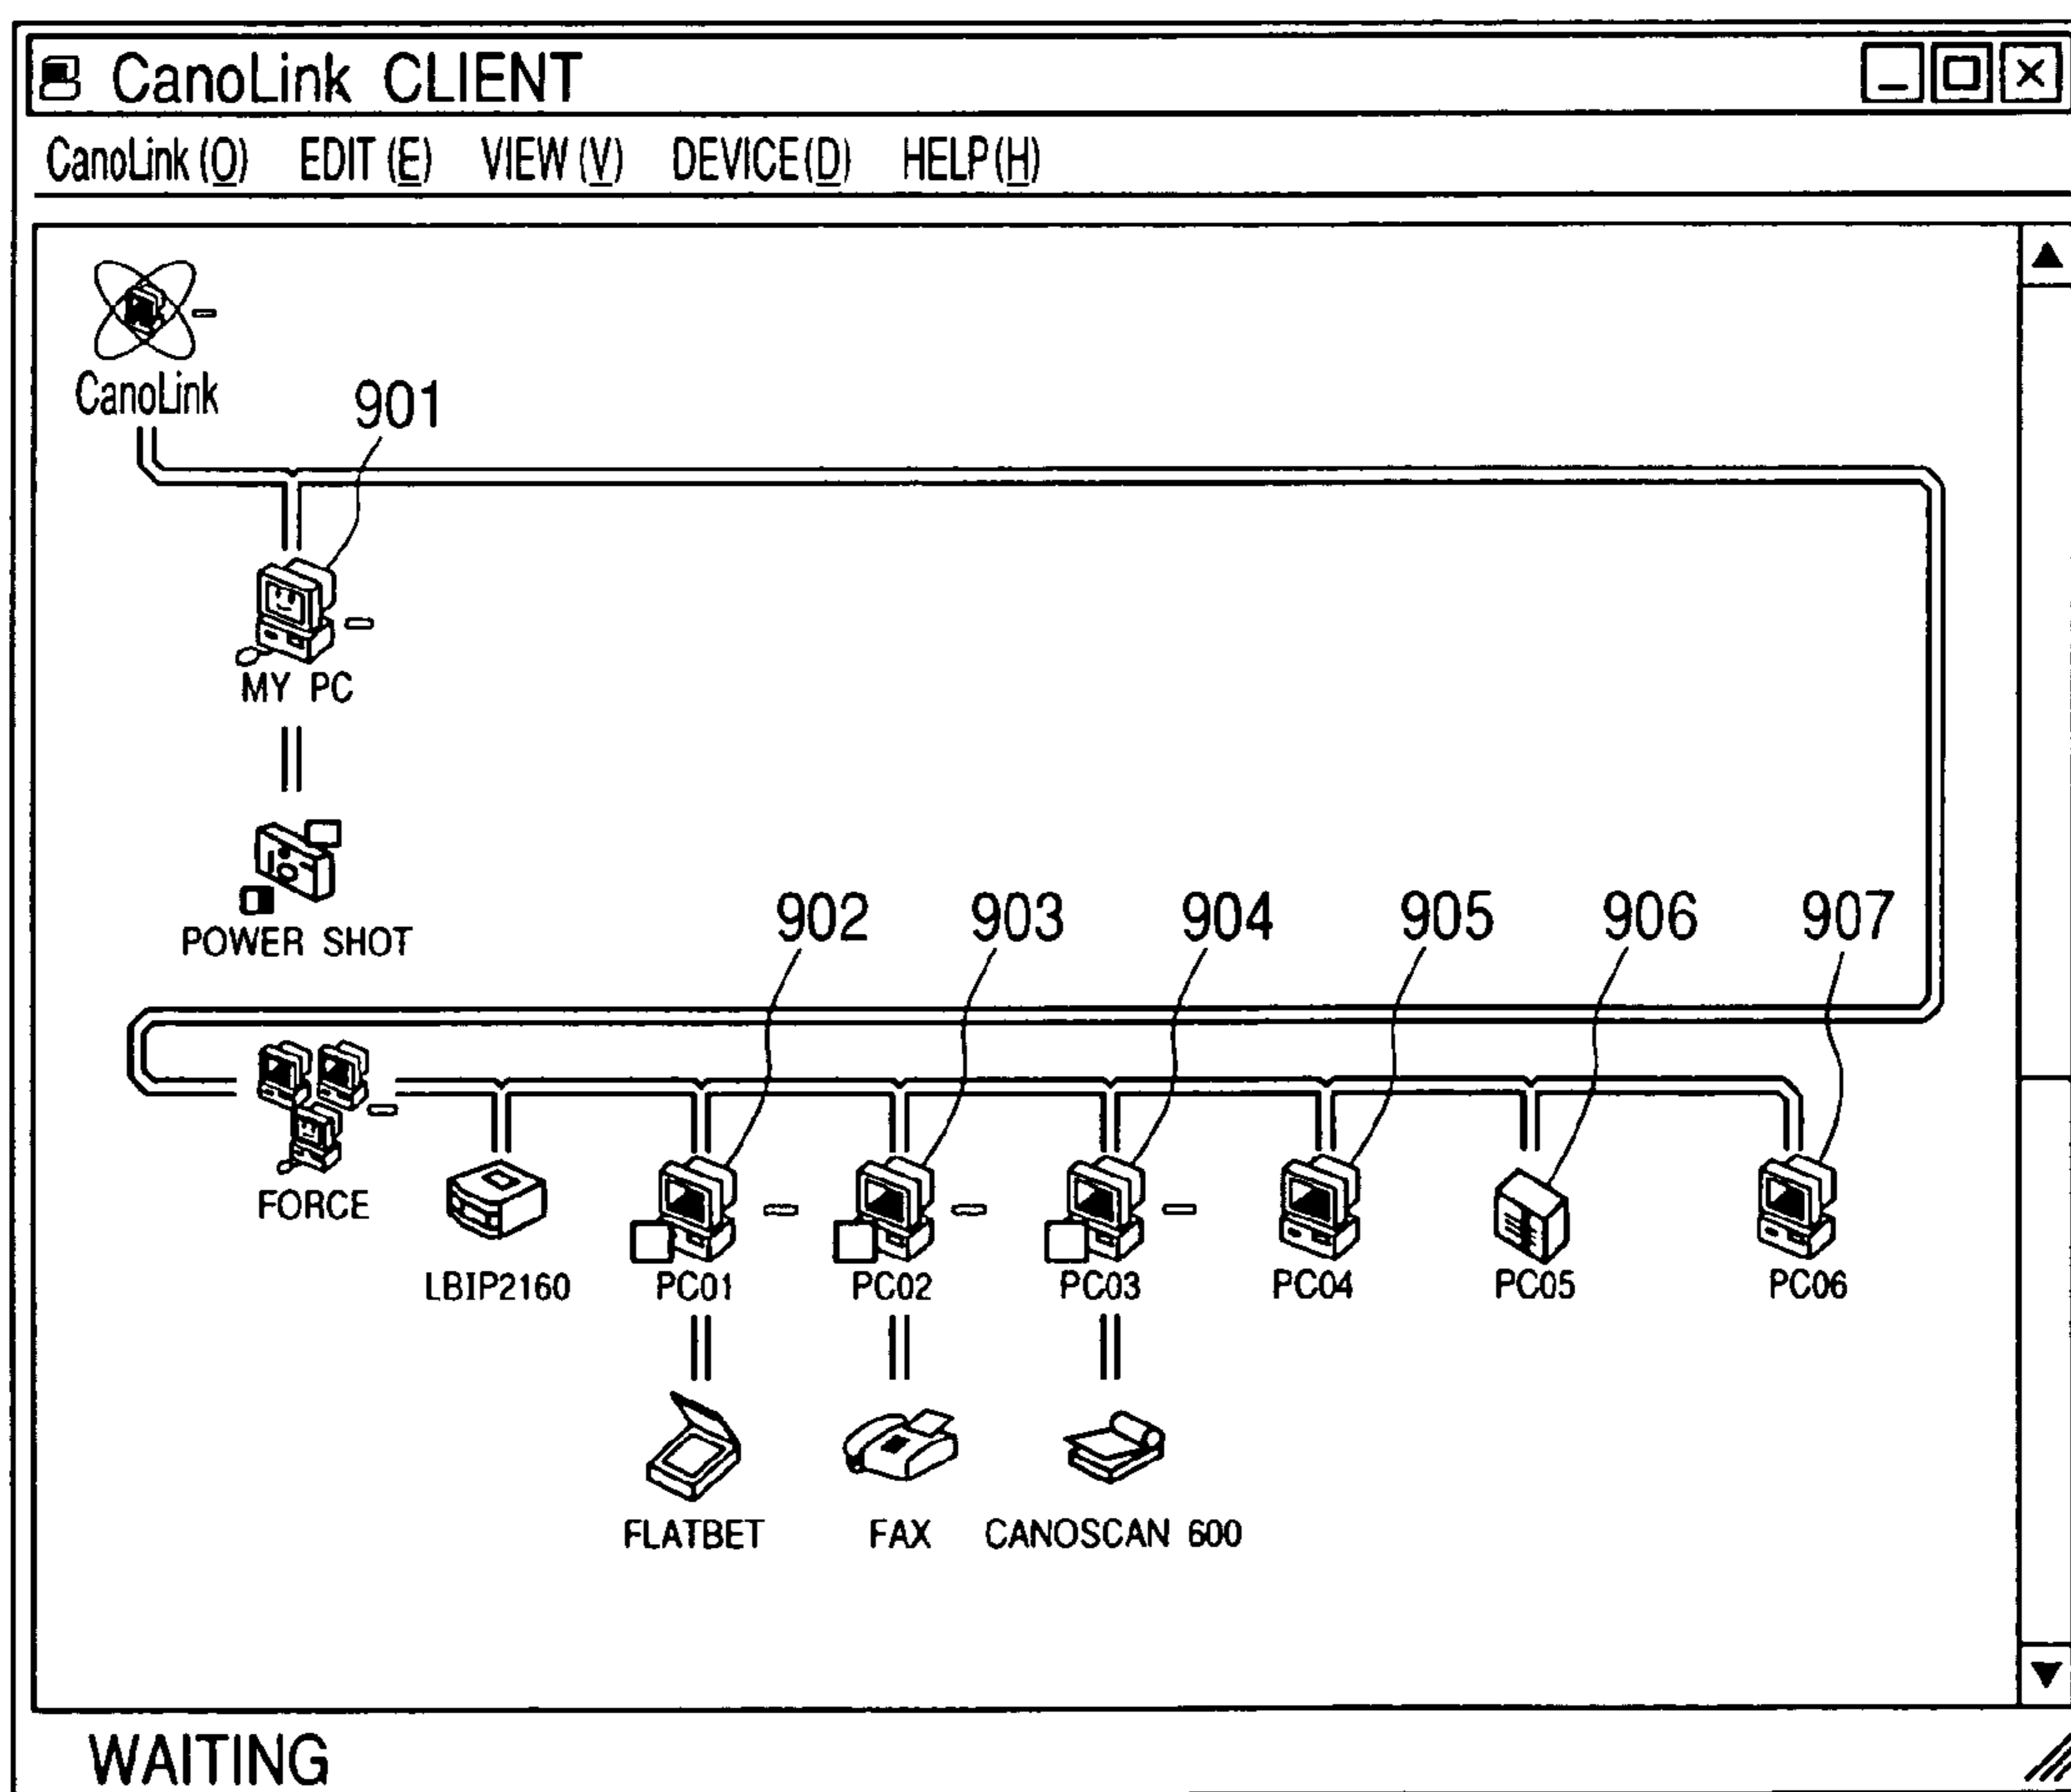 CanoLink CLIENT
CanoLink (O) EDIT (E) VIEW (V) DEVICE(D) HELP(H)
CanoLink
901
MY PC
POWER SHOT
902 903 904 905 906 907
FORCE
LBIP2160 PC01 PC02 PC03 PC04 PC05 PC06
FLATBET FAX CANOSCAN 600
WAITING